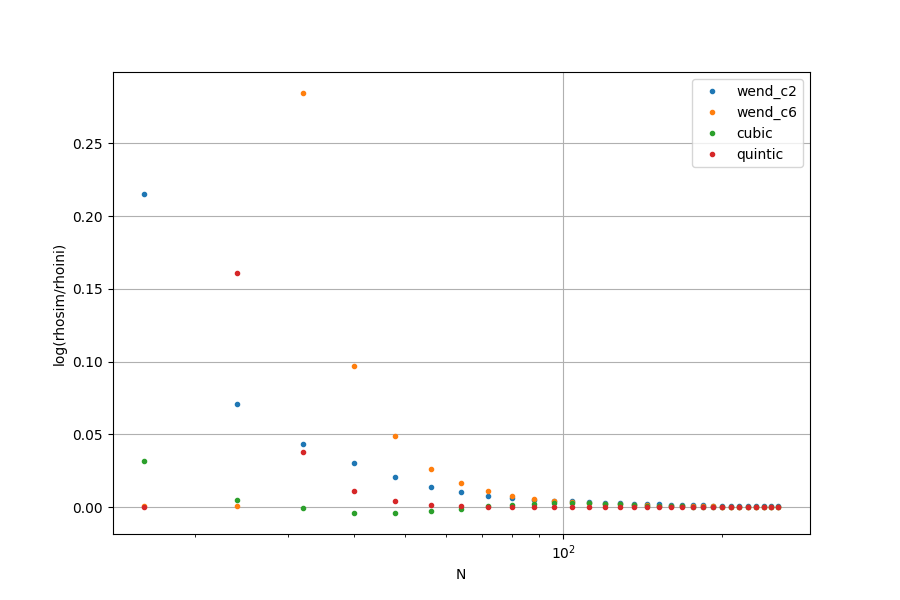 wend_c2
wend_c6
cubic
quintic
0.25
0.20
0.15
0.10
0.05
0.00
log(rhosim/rhoini)
10²
N